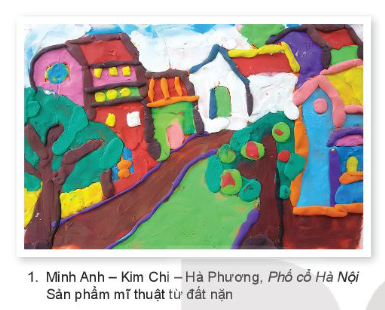 1. Minh Anh – Kim Chi – Hà Phương, Phố cổ Hà Nội
Sản phẩm mĩ thuật từ đất nặn